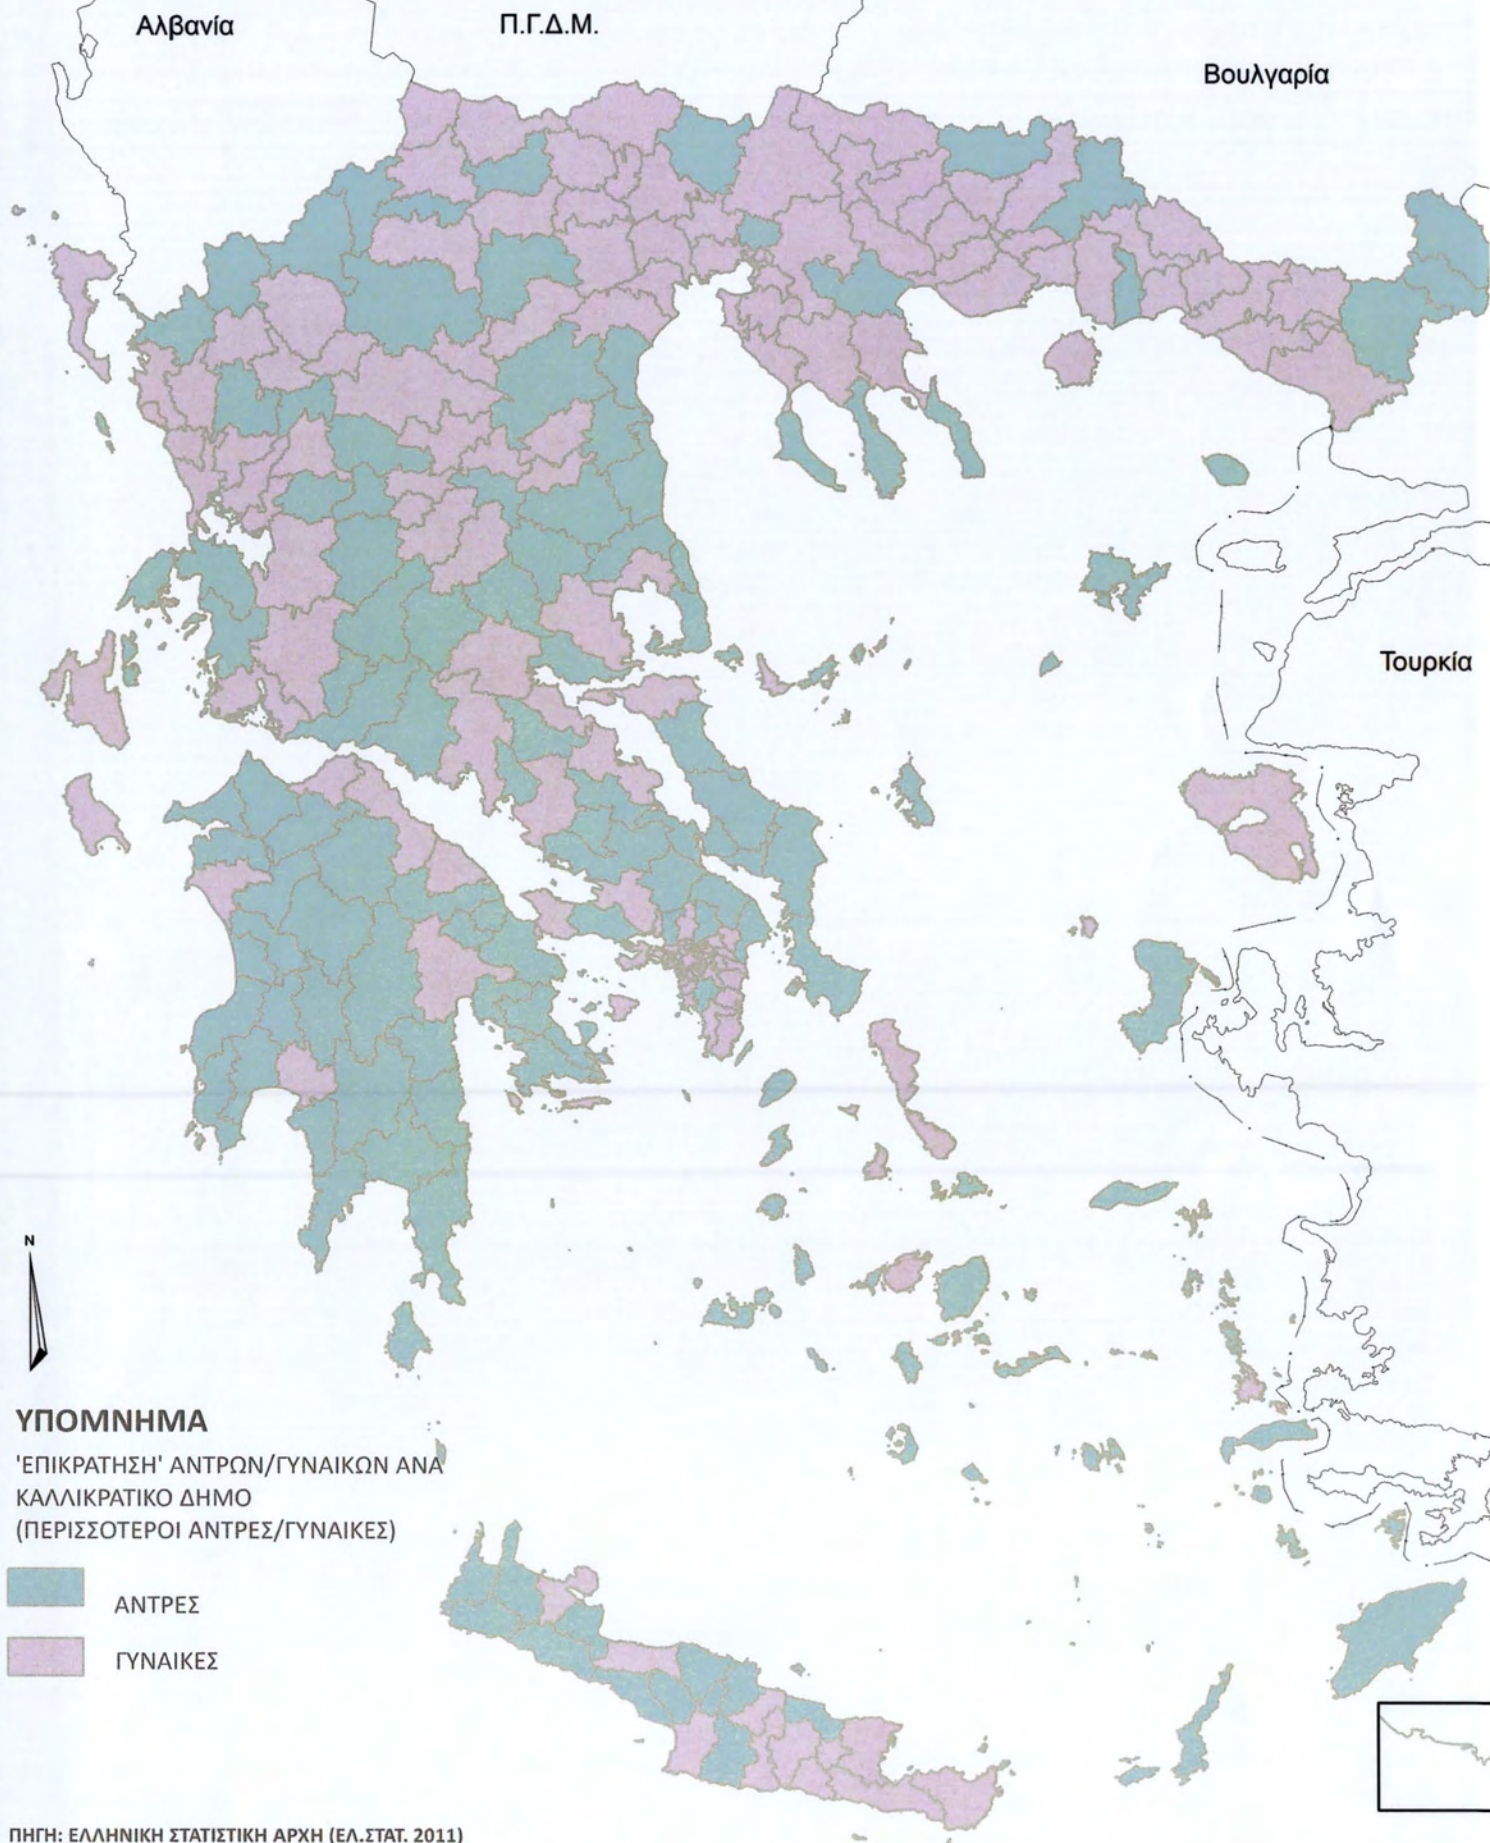 Αλβανία
Π.Γ.Δ.Μ.
Βουλγαρία
Τουρκία
N
ΥΠΟΜΝΗΜΑ
'ΕΠΙΚΡΑΤΗΣΗ' ΑΝΤΡΩΝ/ΓΥΝΑΙΚΩΝ ΑΝΑ
ΚΑΛΛΙΚΡΑΤΙΚΟ ΔΗΜΟ
(ΠΕΡΙΣΣΟΤΕΡΟΙ ΑΝΤΡΕΣ/ΓΥΝΑΙΚΕΣ)
ΑΝΤΡΕΣ
ΓΥΝΑΙΚΕΣ
ΠΗΓΗ: ΕΛΛΗΝΙΚΗ ΣΤΑΤΙΣΤΙΚΗ ΑΡΧΗ (ΕΛ.ΣΤΑΤ. 2011)